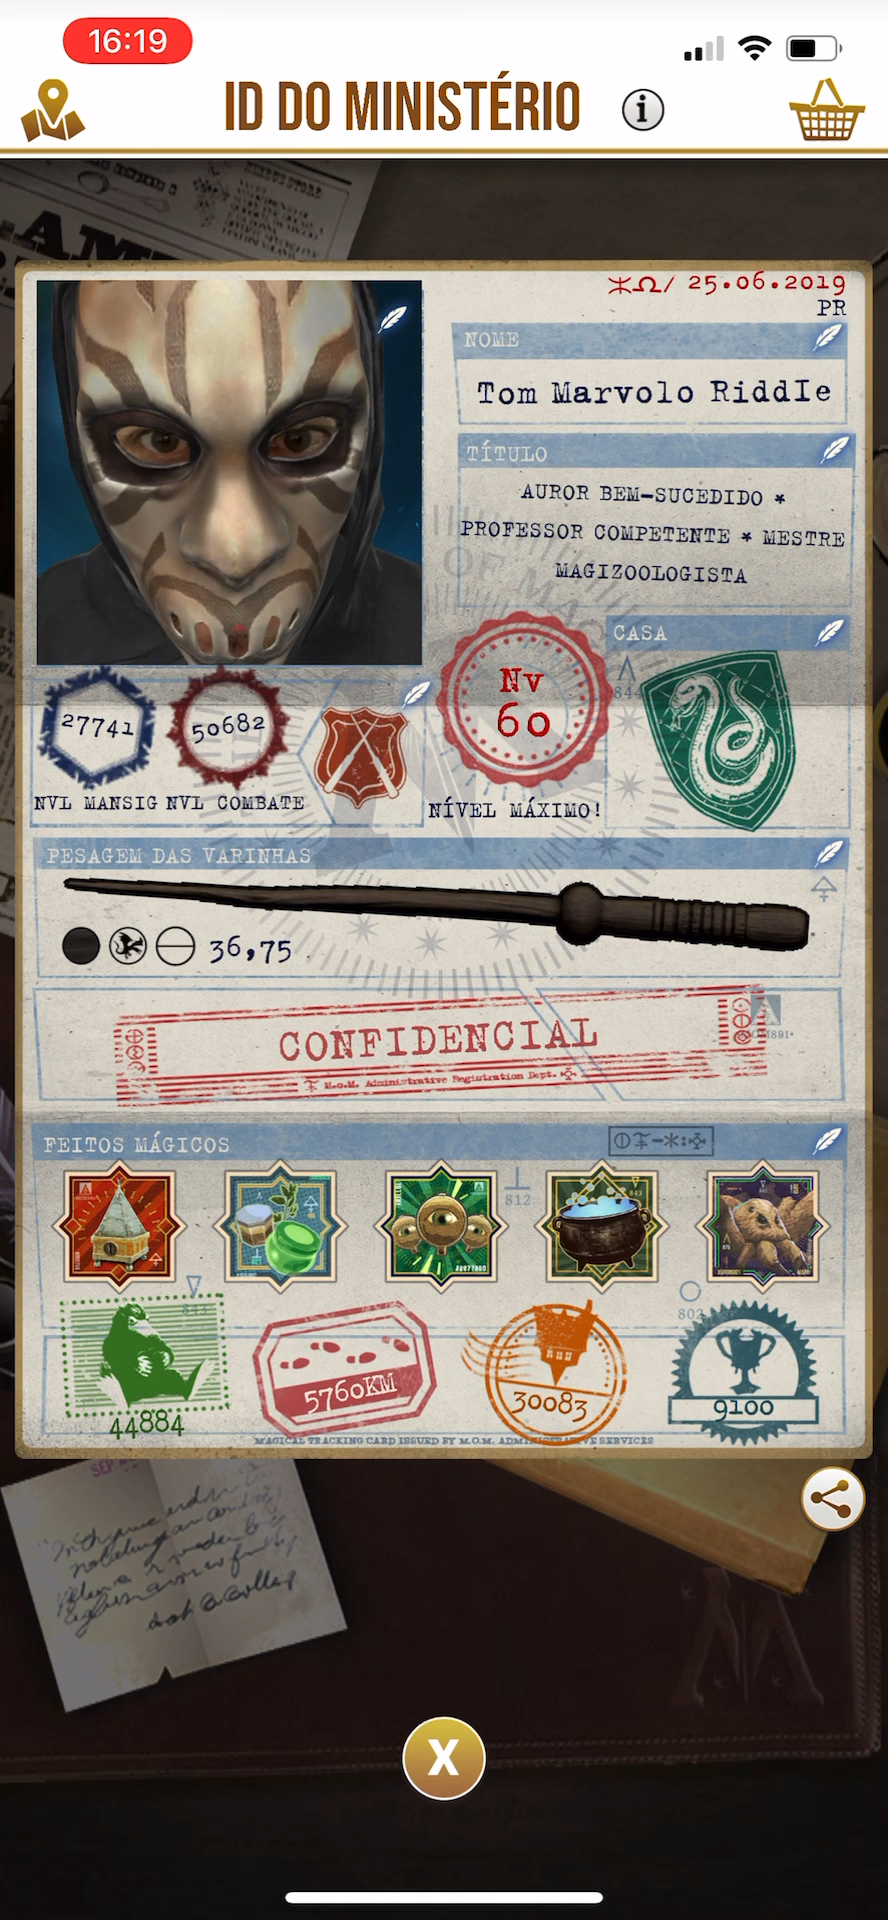 16:19
ID DO MINISTÉRIO
i
25.06.2019
PR
NOME
Tom Marvolo RiddIe
TÍTULO
AUROR BEM-SUCEDIDO *
PROFESSOR COMPETENTE * MESTRE
MAGIZOOLOGISTA
CASA
Nv
60
27741
50682
NVL MANSIG NVL COMBATE
NÍVEL MÁXIMO!
PESAGEM DAS VARINHAS
36,75
CONFIDENCIAL
M.O.M. Administrative Registration Dept.
FEITOS MÁGICOS
812
44884
5760KM
30083
9100
MAGICAL TRACKING CARD ISSUED BY M.O.M. ADMINISTRATIVE SERVICES
X